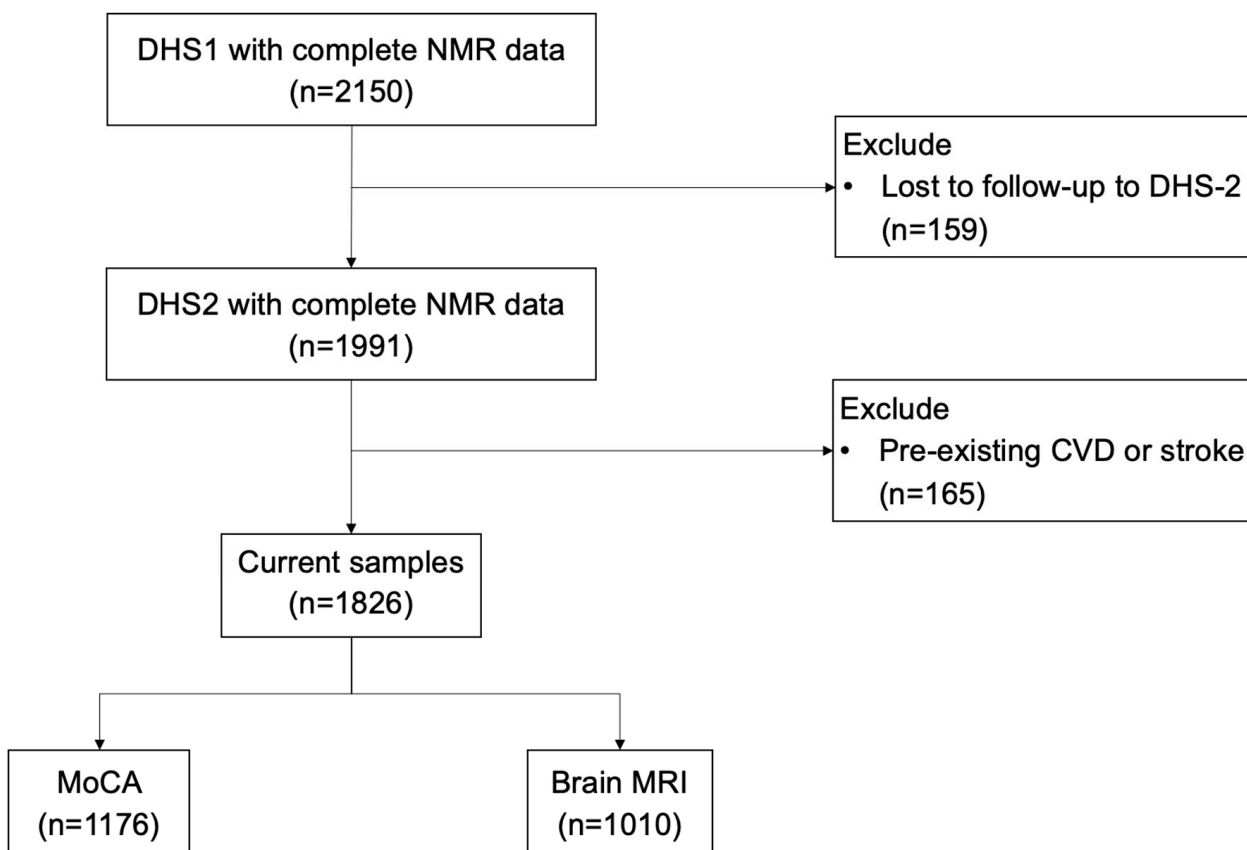 DHS1 with complete NMR data
(n=2150)
Exclude
• Lost to follow-up to DHS-2
(n=159)
DHS2 with complete NMR data
(n=1991)
Exclude
• Pre-existing CVD or stroke
(n=165)
Current samples
(n=1826)
MoCA
(n=1176)
Brain MRI
(n=1010)